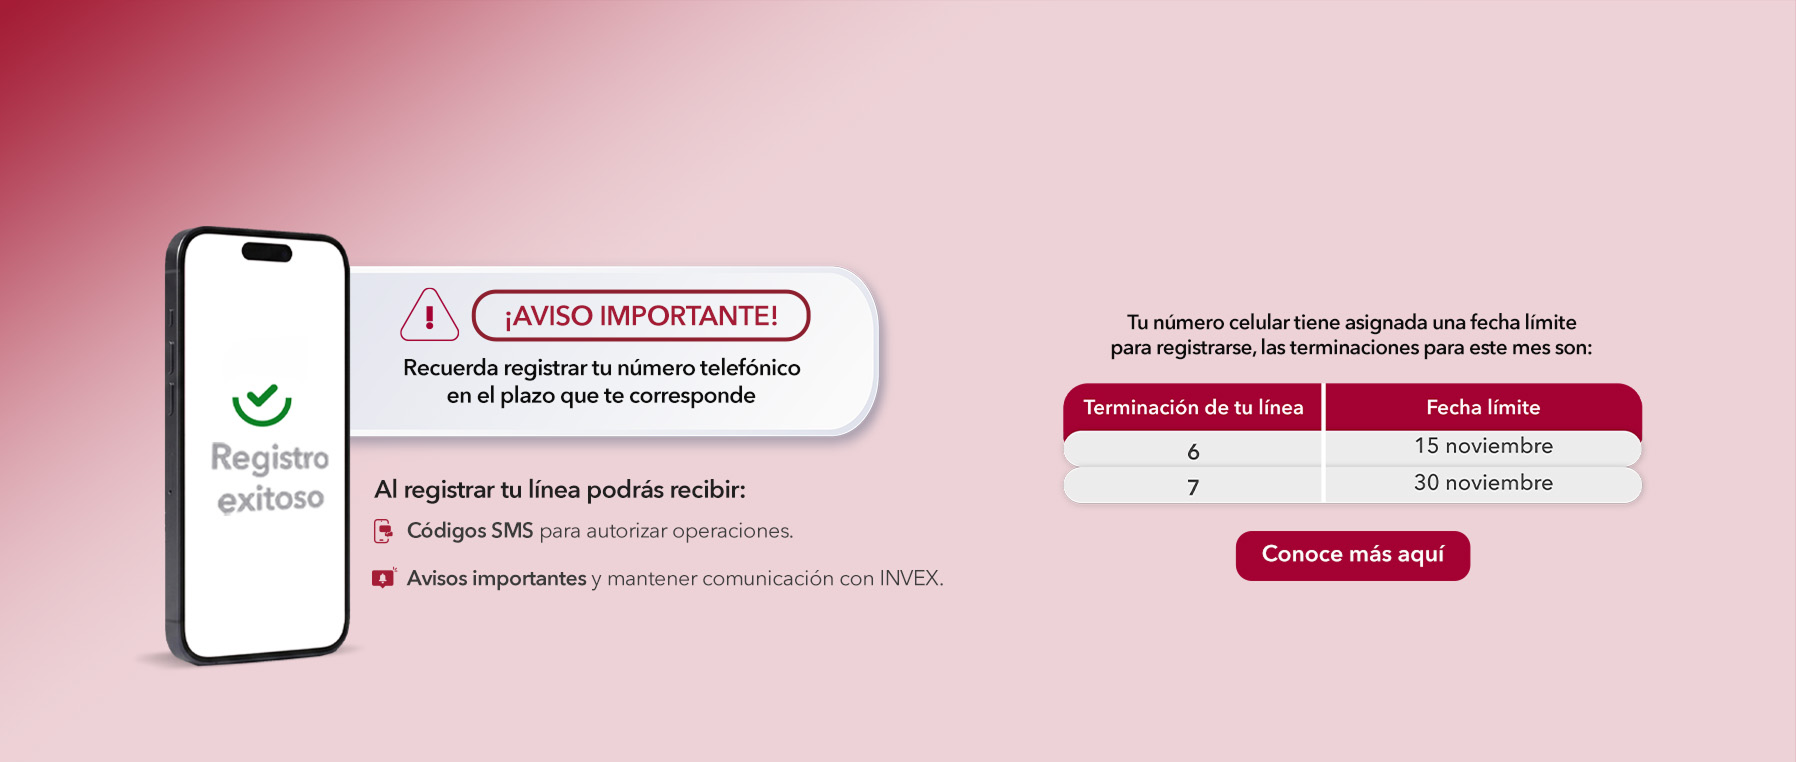 Registro
exitoso
¡AVISO IMPORTANTE!
Recuerda registrar tu número telefónico
en el plazo que te corresponde
Al registrar tu línea podrás recibir:
Códigos SMS para autorizar operaciones.
Avisos importantes y mantener comunicación con INVEX.
Tu número celular tiene asignada una fecha límite
para registrarse, las terminaciones para este mes son:
Terminación de tu línea Fecha límite
6 15 noviembre
7 30 noviembre
Conoce más aquí